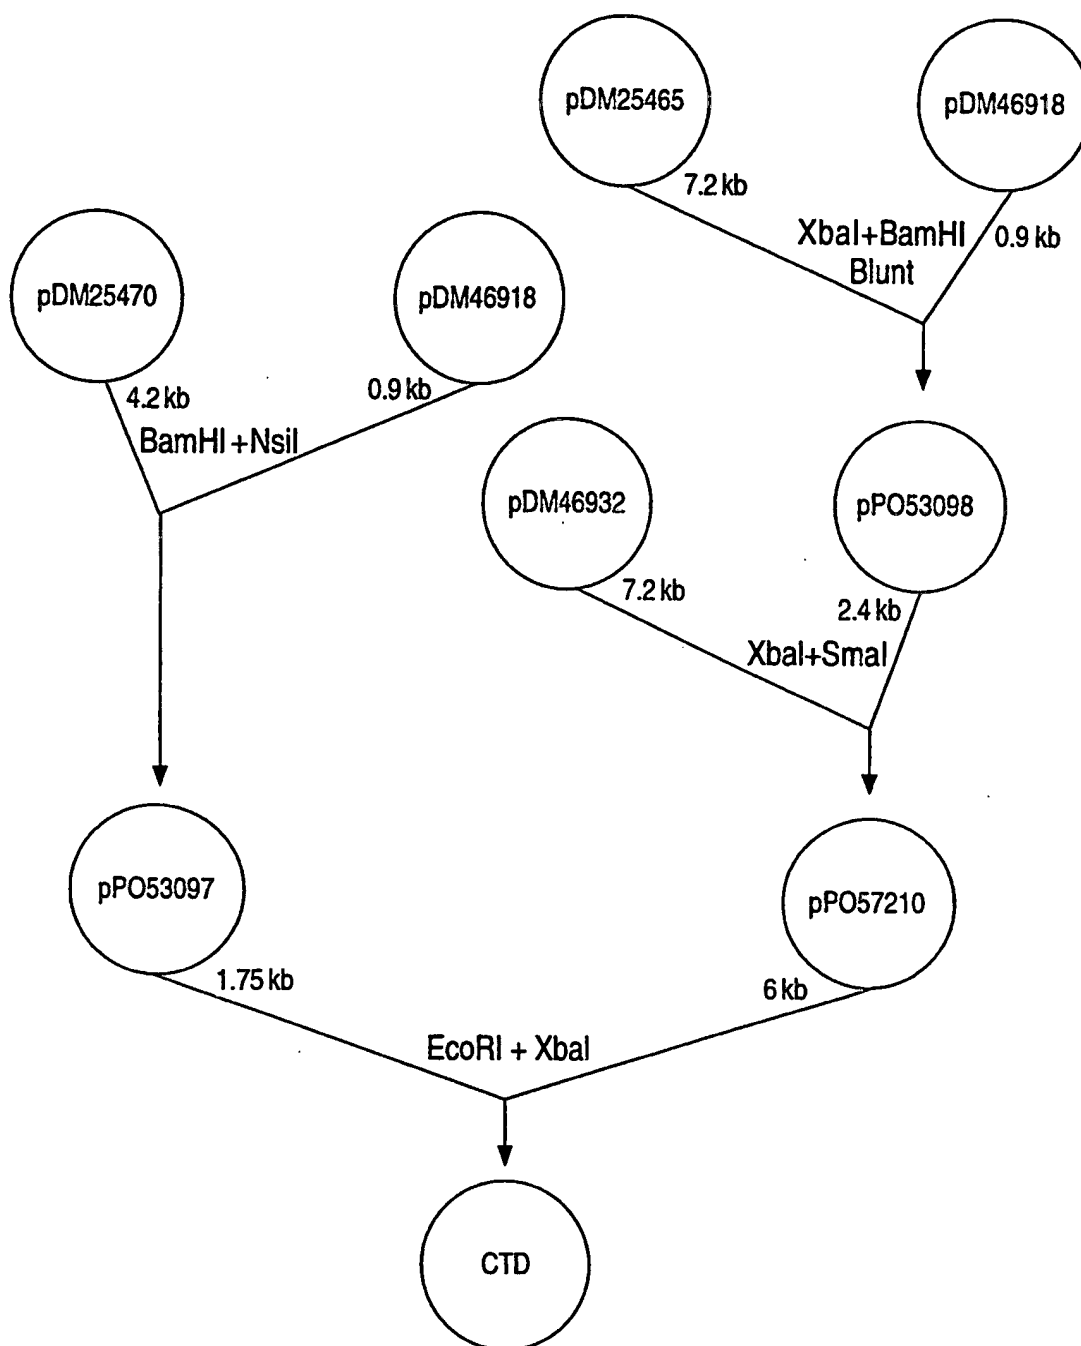 pDM25465
pDM46918
7.2 kb
XbaI+BamHI
Blunt
0.9 kb
pDM25470
pDM46918
4.2 kb
0.9 kb
BamHI +NsiI
pDM46932
pPO53098
7.2 kb
2.4 kb
XbaI+SmaI
pPO53097
pPO57210
1.75 kb
6 kb
EcoRI + XbaI
CTD